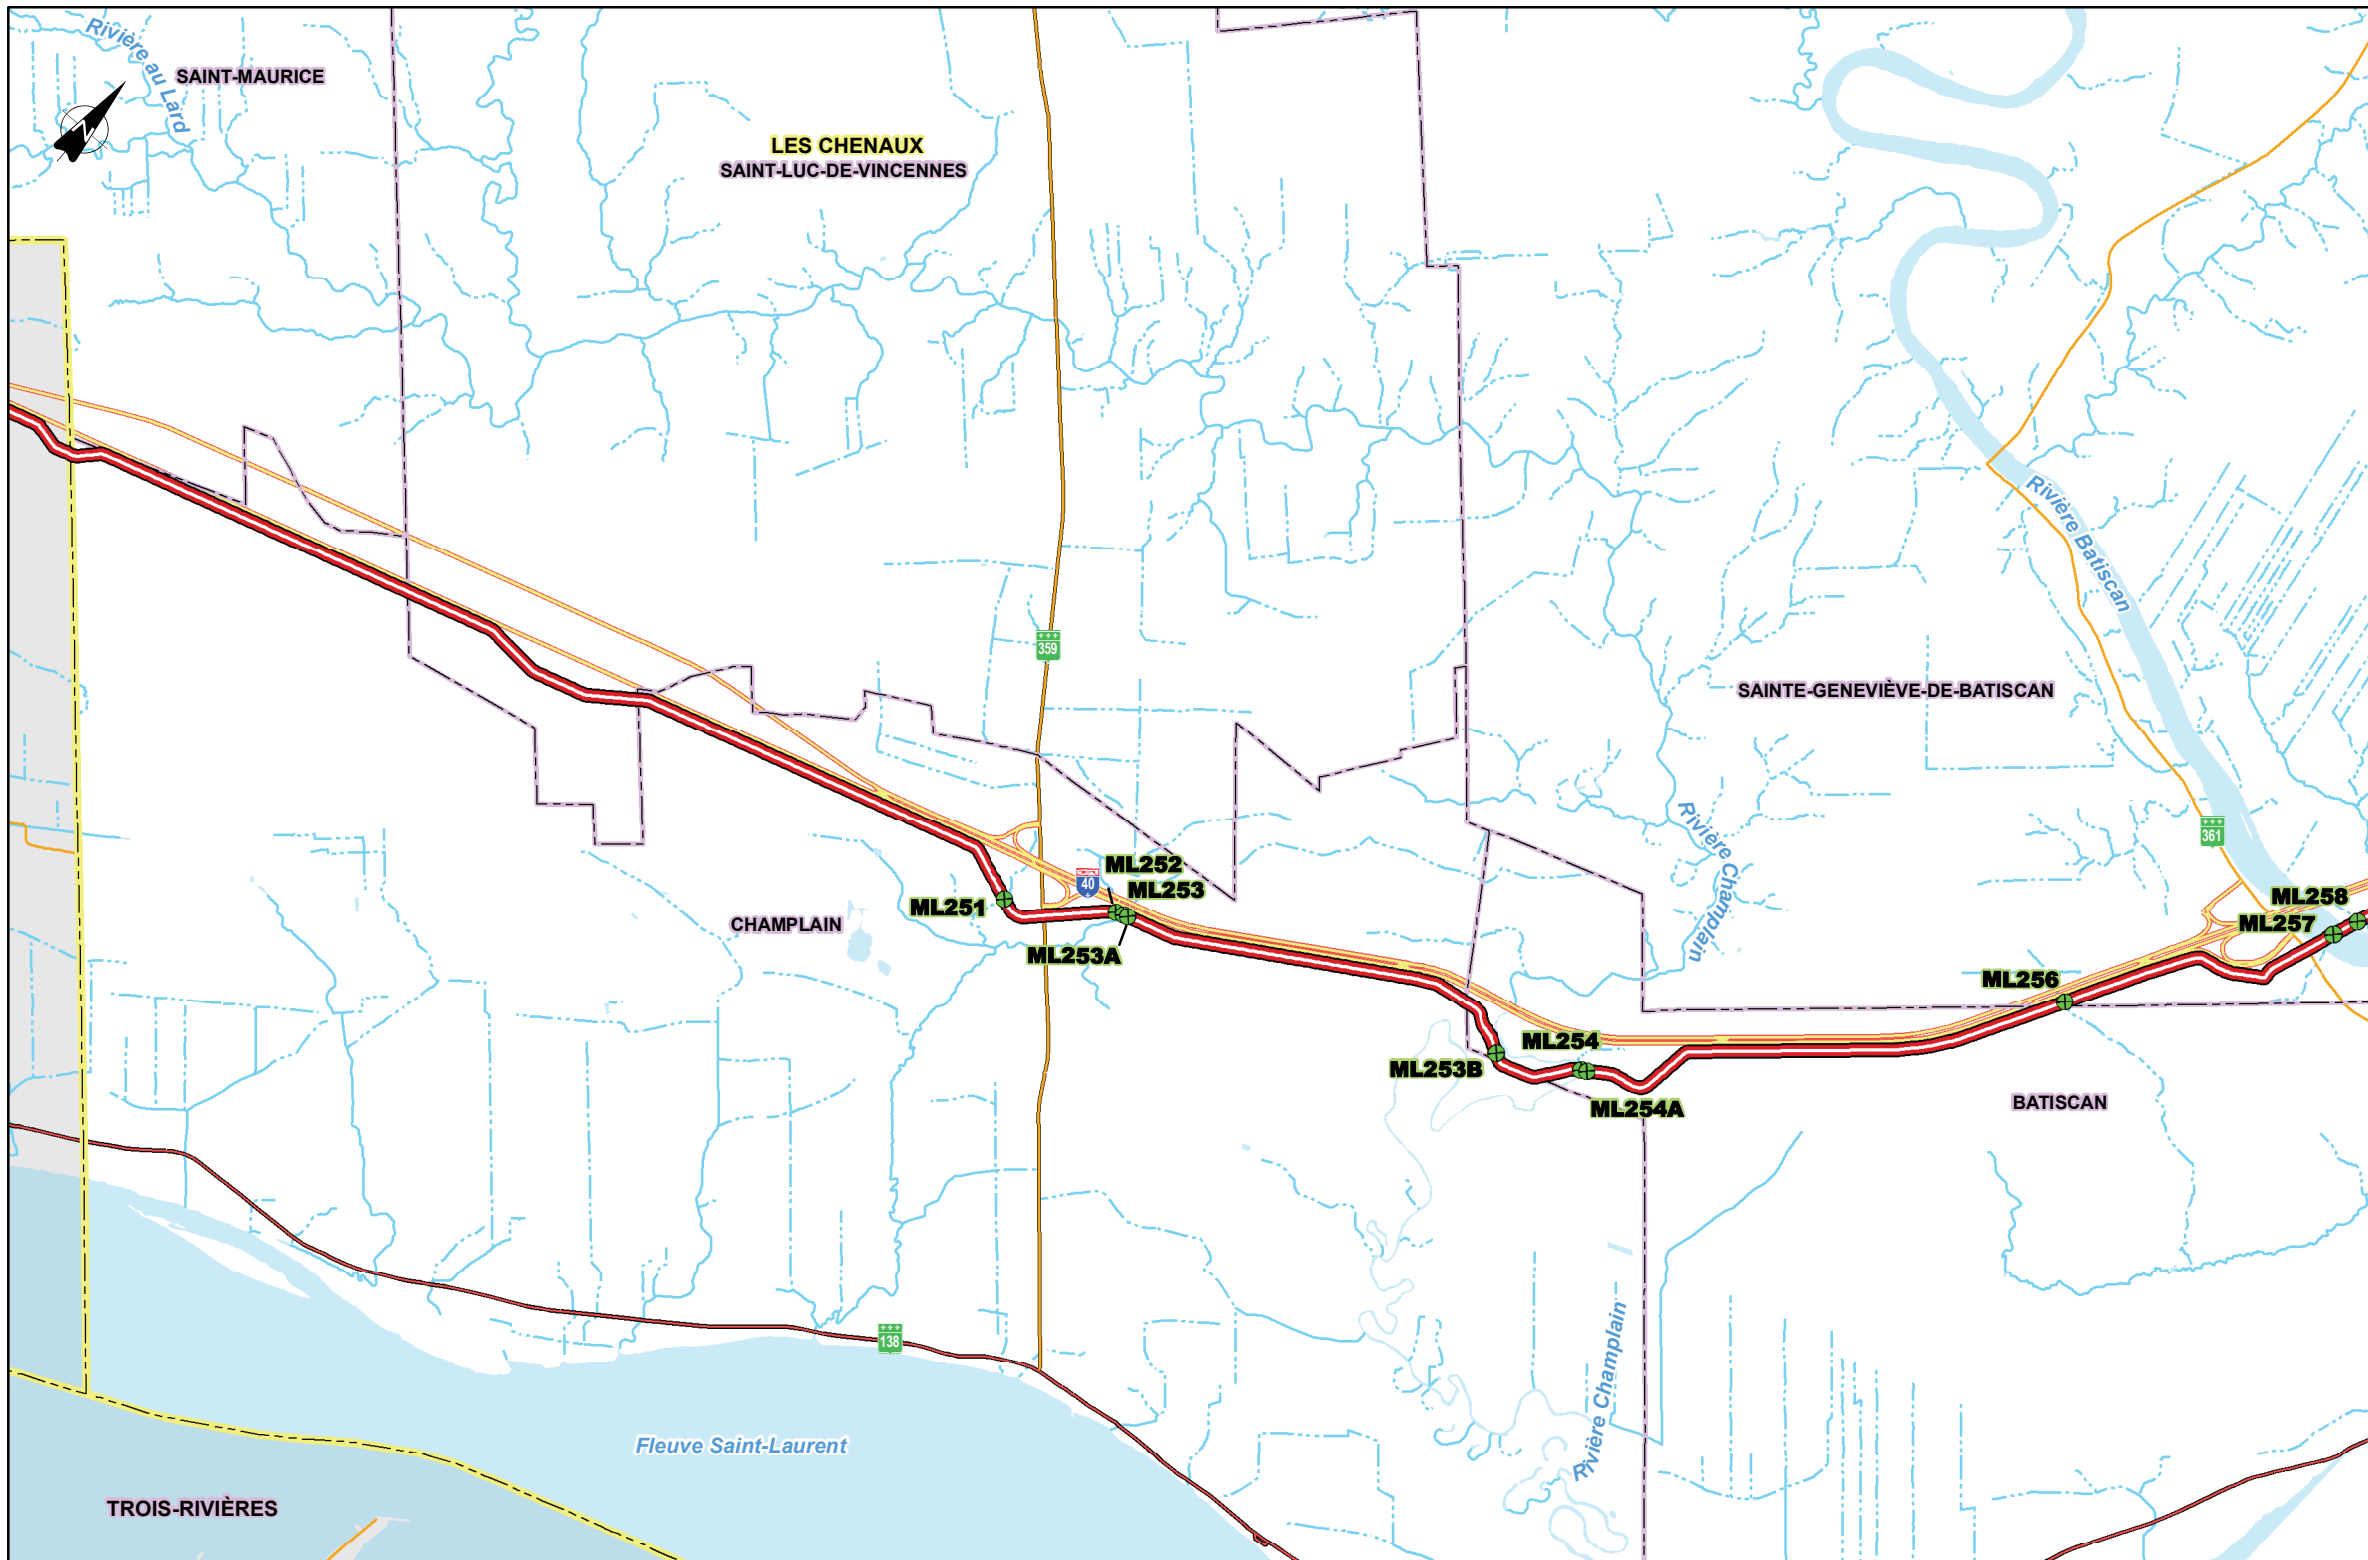 Rivière au Lard
SAINT-MAURICE
N
LES CHENAUX
SAINT-LUC-DE-VINCENNES
Rivière Batiscan
359
SAINTE-GENEVIÈVE-DE-BATISCAN
Rivière Champlain
361
40
ML252
ML253
ML251
CHAMPLAIN
ML253A
ML258
ML257
ML256
ML254
ML253B
ML254A
BATISCAN
138
Rivière Champlain
Fleuve Saint-Laurent
TROIS-RIVIÈRES